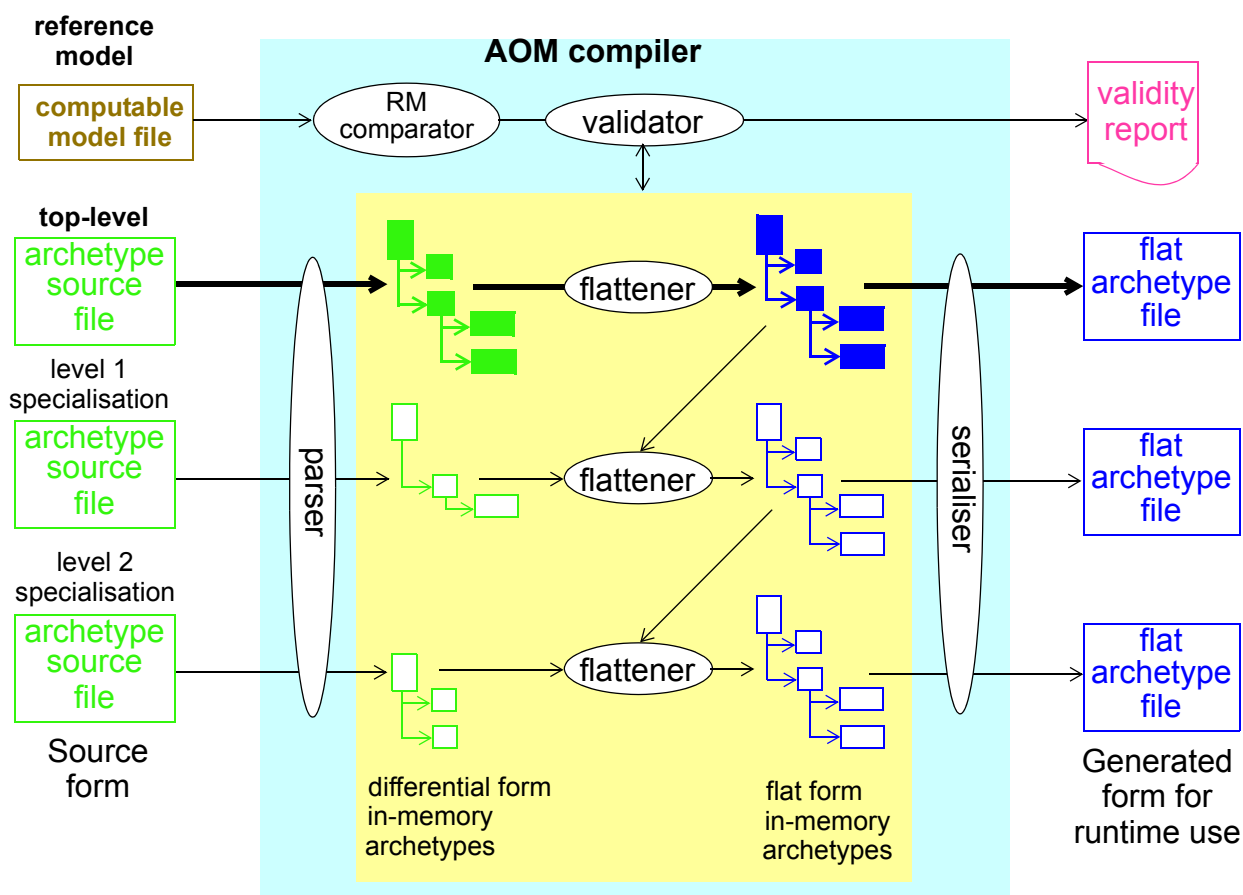 reference
model
AOM compiler
computable
model file
RM
comparator
validator
validity
report
top-level
archetype
source
file
flattener
flat
archetype
file
level 1
specialisation
archetype
source
file
parser
flattener
serialiser
flat
archetype
file
level 2
specialisation
archetype
source
file
flattener
flat
archetype
file
Source
form
differential form
in-memory
archetypes
flat form
in-memory
archetypes
Generated
form for
runtime use